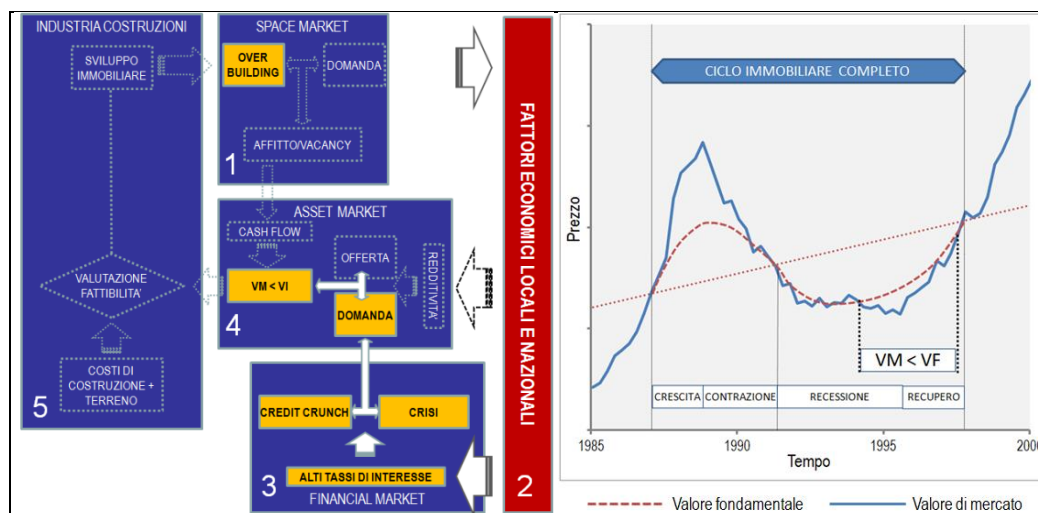 INDUSTRIA COSTRUZIONI
SVILUPPO
IMMOBILIARE
VALUTAZIONE
FATTIBILITA'
COSTI DI
COSTRUZIONE +
TERRENO
5
SPACE MARKET
OVER
BUILDING
DOMANDA
AFFITTO/VACANCY
1
ASSET MARKET
CASH FLOW
OFFERTA
REDDITIVITA'
VM < VI
DOMANDA
4
CREDIT CRUNCH
CRISI
ALTI TASSI DI INTERESSE
3
FINANCIAL MARKET
FATTORI ECONOMICI LOCALI E NAZIONALI
2
CICLO IMMOBILIARE COMPLETO
Prezzo
VM < VF
CRESCITA
CONTRAZIONE
RECESSIONE
RECUPERO
1985
1990
1995
2000
Tempo
Valore fondamentale
Valore di mercato